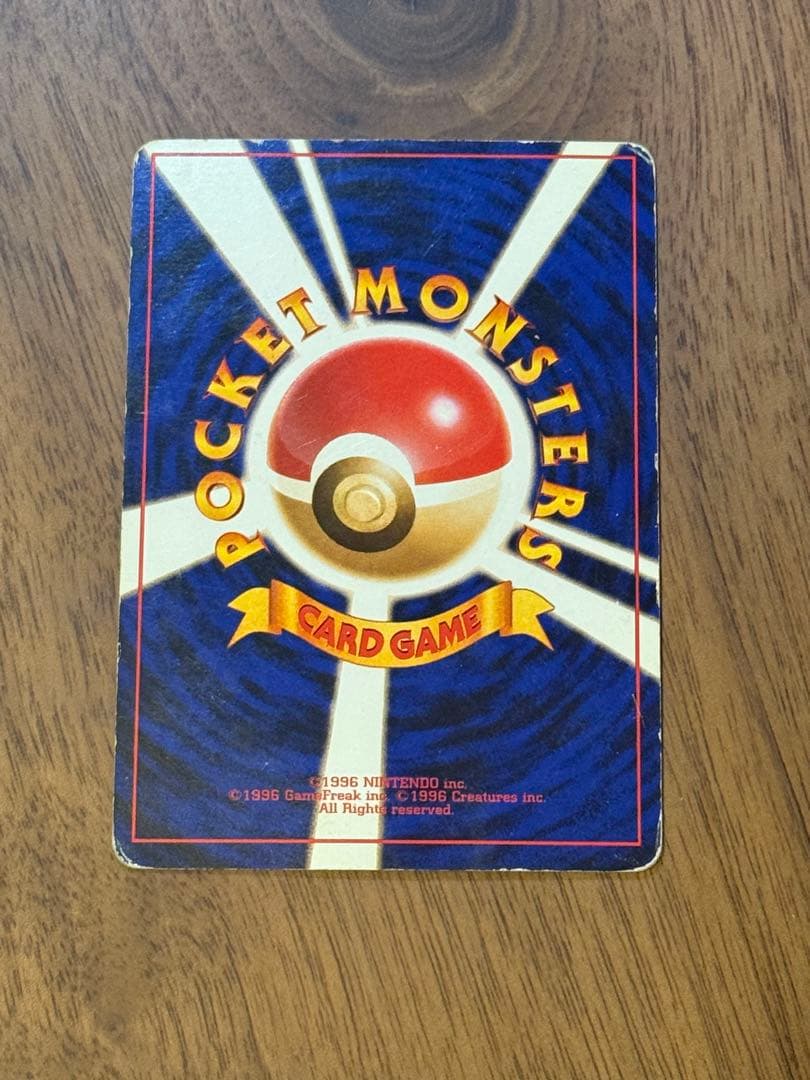 POCKET MONSTERS
CARD GAME
©1996 NINTENDO inc.
©1996 GameFreak inc. ©1996 Creatures inc.
All Rights reserved.